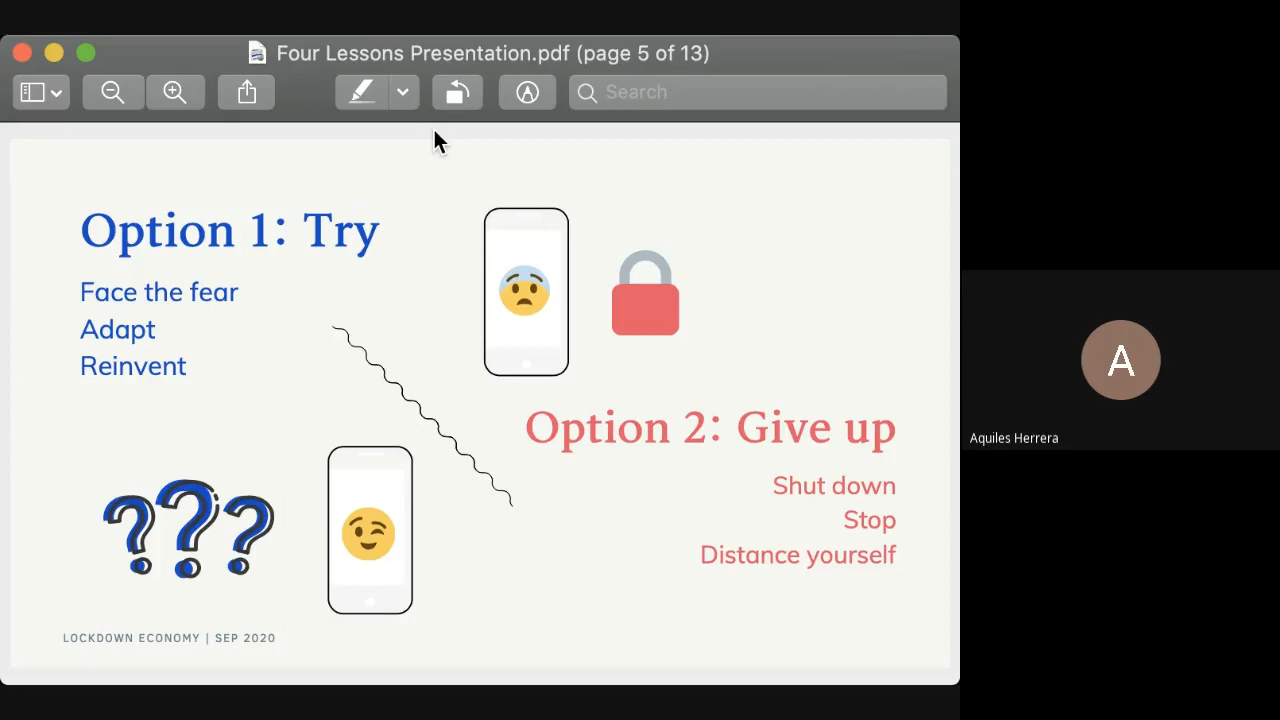 Four Lessons Presentation.pdf (page 5 of 13)
Search
Option 1: Try
Face the fear
Adapt
Reinvent
Option 2: Give up
Shut down
Stop
Distance yourself
???
LOCKDOWN ECONOMY | SEP 2020
A
Aquiles Herrera